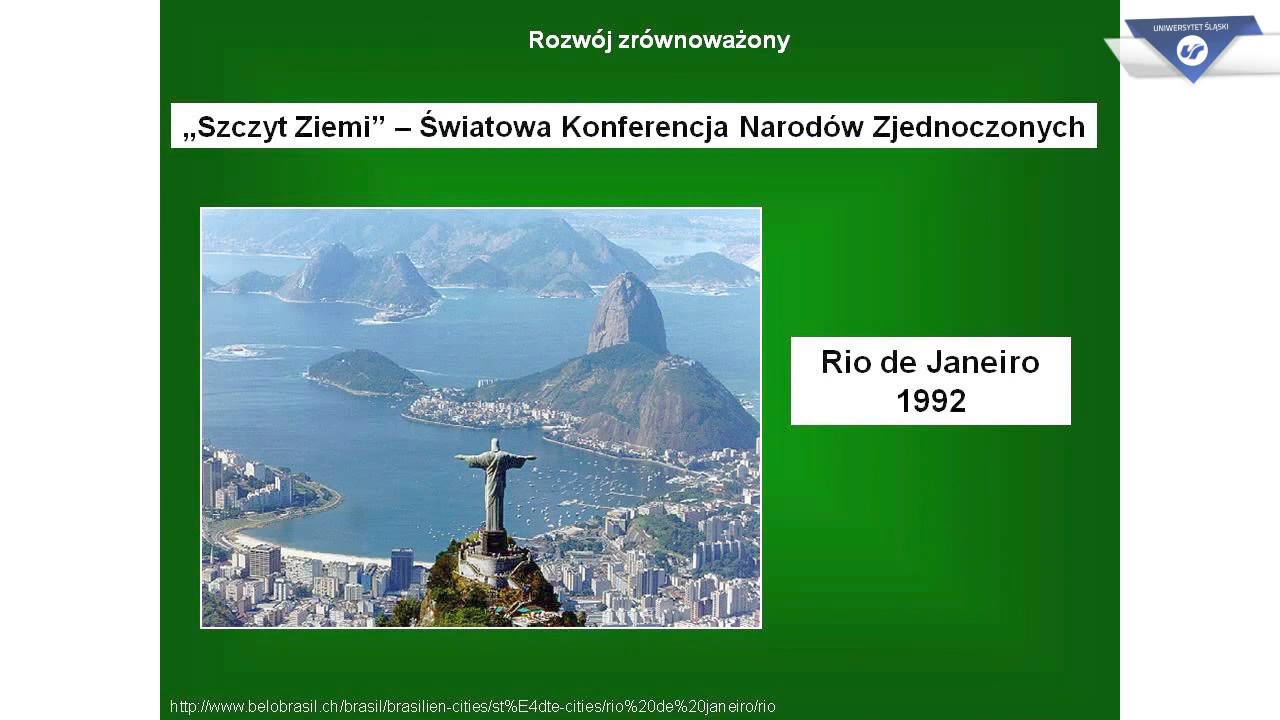 Rozwój zrównoważony
UNIWERSYTET ŚLĄSKI
„Szczyt Ziemi” – Światowa Konferencja Narodów Zjednoczonych
Rio de Janeiro
1992
http://www.belobrasil.ch/brasil/brasilien-cities/st%E4dte-cities/rio%20de%20janeiro/rio